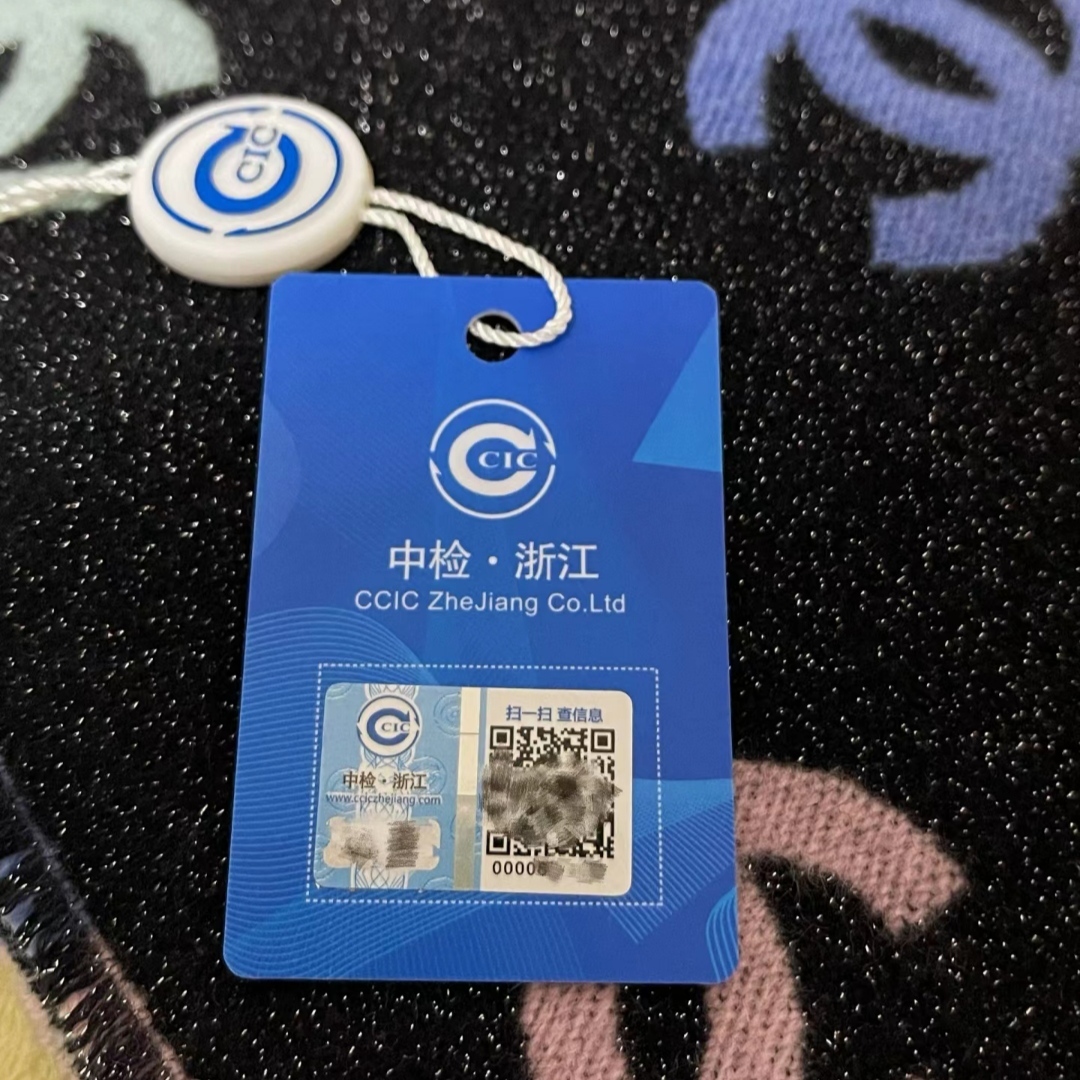 CIC
CIC
中检·浙江
CCIC ZheJiang Co.Ltd
CIC
中检·浙江
www.cciczhejiang.com
扫一扫 查信息
0000